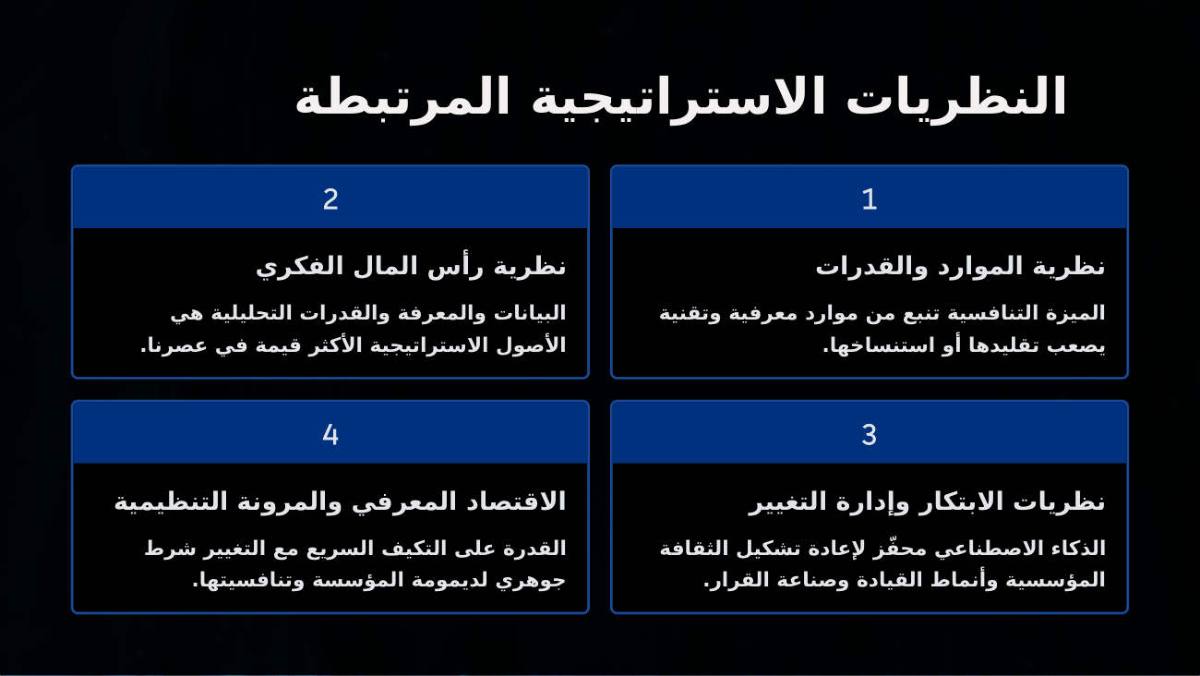 النظريات الاستراتيجية المرتبطة
1
نظرية الموارد والقدرات
الميزة التنافسية تنبع من موارد معرفية وتقنية
يصعب تقليدها أو استنساخها.
2
نظرية رأس المال الفكري
البيانات والمعرفة والقدرات التحليلية هي
الأصول الاستراتيجية الأكثر قيمة في عصرنا.
3
نظريات الابتكار وإدارة التغيير
الذكاء الاصطناعي محفّز لإعادة تشكيل الثقافة
المؤسسية وأنماط القيادة وصناعة القرار.
4
الاقتصاد المعرفي والمرونة التنظيمية
القدرة على التكيف السريع مع التغيير شرط
جوهري لديمومة المؤسسة وتنافسيتها.